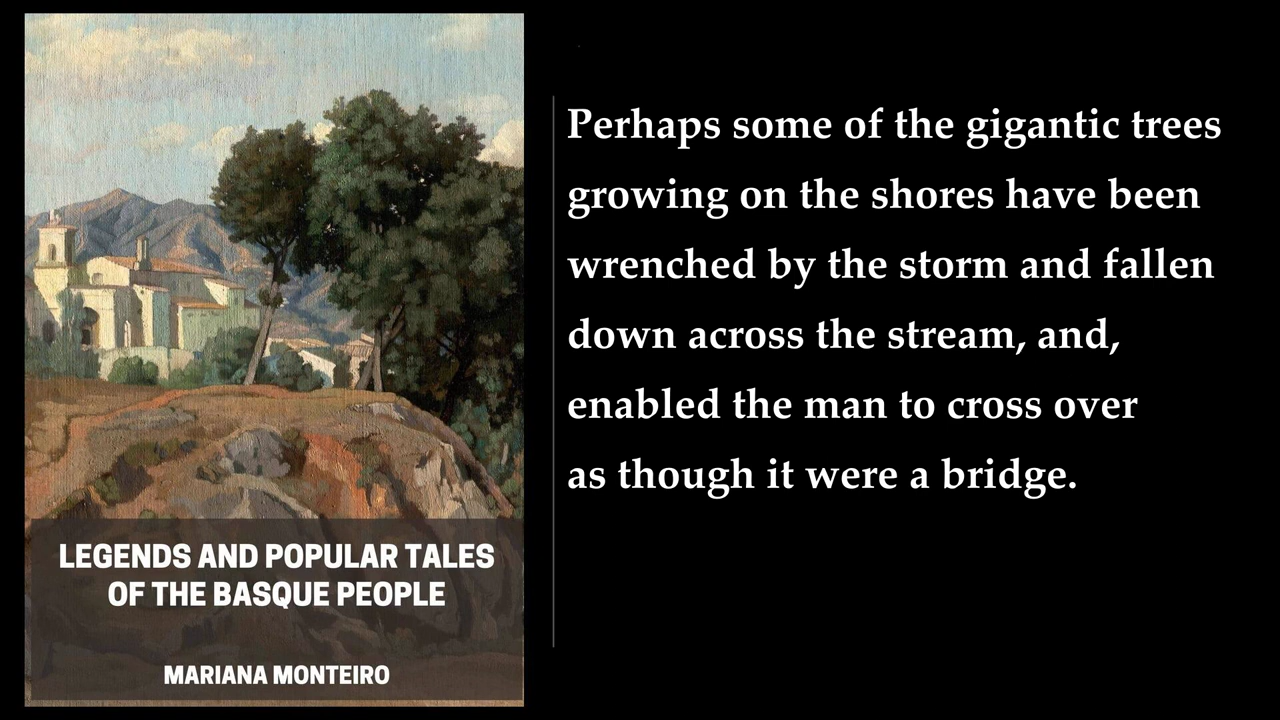 LEGENDS AND POPULAR TALES
OF THE BASQUE PEOPLE
MARIANA MONTEIRO
Perhaps some of the gigantic trees
growing on the shores have been
wrenched by the storm and fallen
down across the stream, and,
enabled the man to cross over
as though it were a bridge.